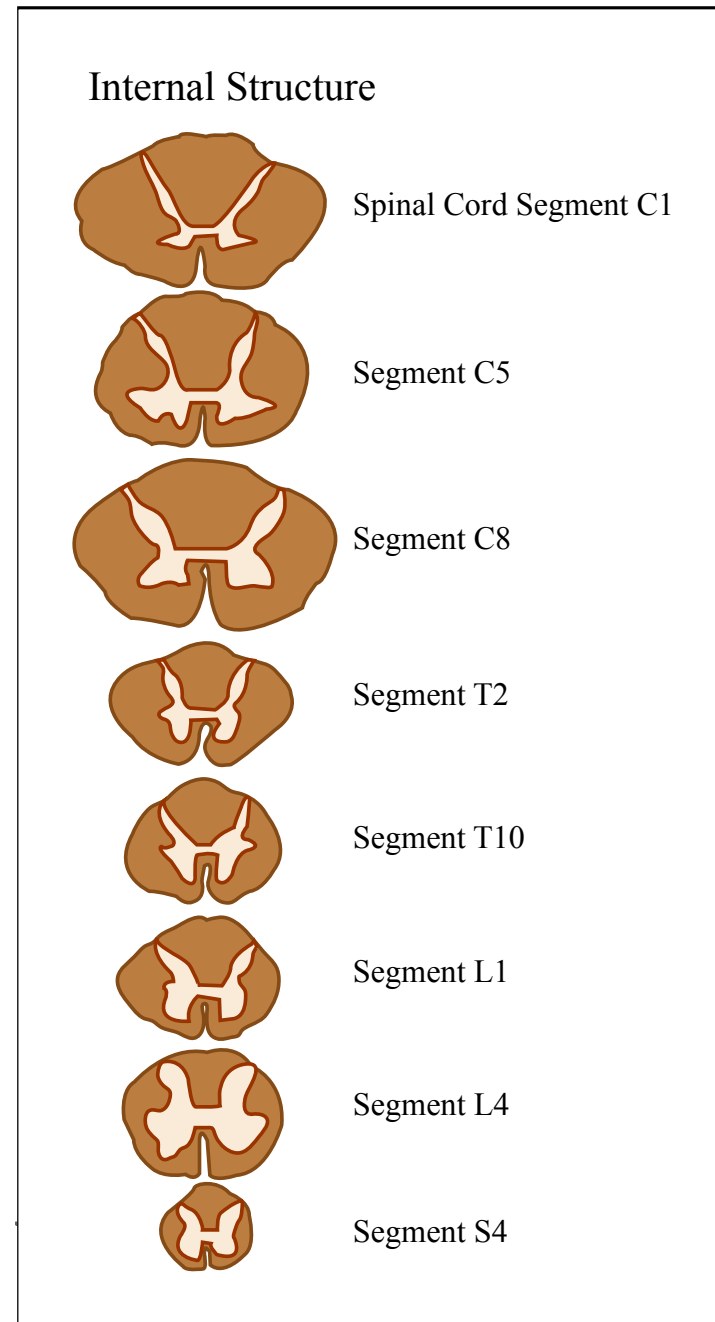 Internal Structure
Spinal Cord Segment C1
Segment C5
Segment C8
Segment T2
Segment T10
Segment L1
Segment L4
Segment S4